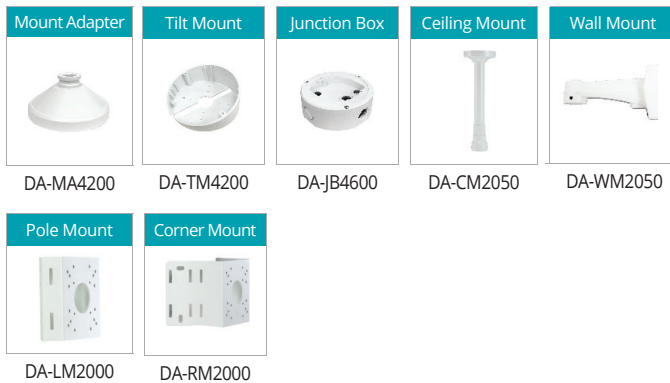 Mount Adapter
Tilt Mount
Junction Box
Ceiling Mount
Wall Mount
DA-MA4200
DA-TM4200
DA-JB4600
DA-CM2050
DA-WM2050
Pole Mount
Corner Mount
DA-LM2000
DA-RM2000